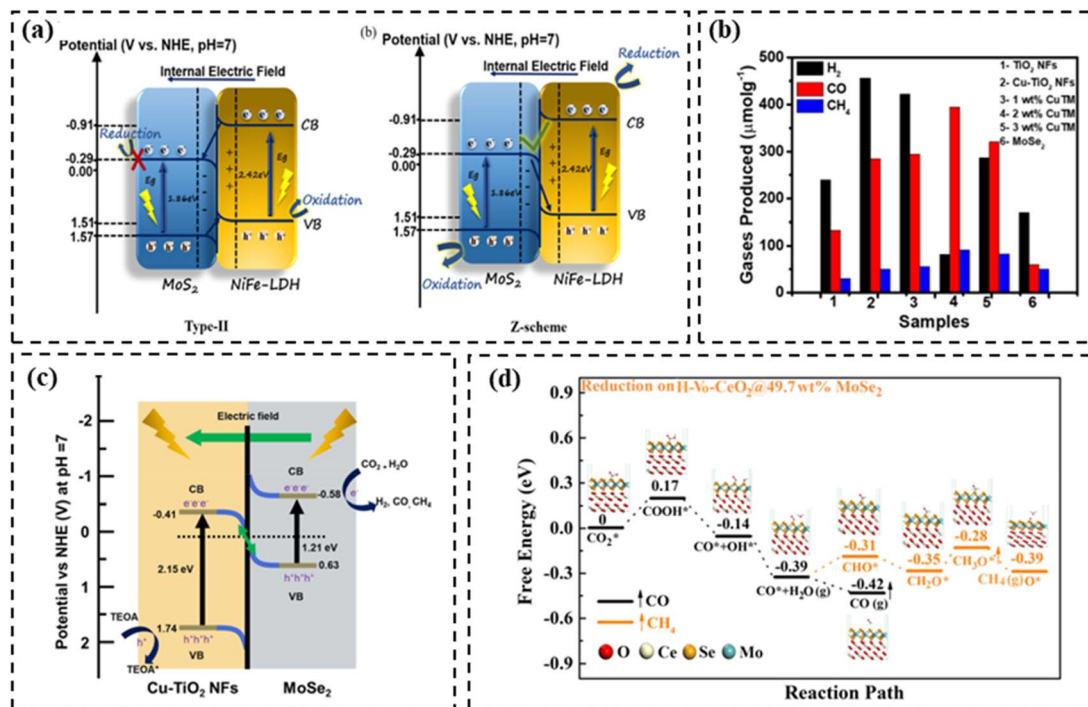 (a)
Potential (V vs. NHE, pH=7)
Internal Electric Field
-0.91
Reduction
-0.29
0.00
Eg
1.86eV
2.42eV
CB
1.51
1.57
VB
Oxidation
e⁻ e⁻ e⁻
h⁺ h⁺ h⁺
MoS₂
NiFe-LDH
Type-II
(b)
Potential (V vs. NHE, pH=7)
Internal Electric Field
Reduction
-0.91
-0.29
0.00
Eg
1.86eV
2.42eV
CB
1.51
1.57
VB
Oxidation
e⁻ e⁻ e⁻
h⁺ h⁺ h⁺
MoS₂
NiFe-LDH
Z-scheme
(b)
Gases Produced (μmolg⁻¹)
500
400
300
200
100
0
H₂
CO
CH₄
1- TiO₂ NFs
2- Cu-TiO₂ NFs
3- 1 wt% CuTM
4- 2 wt% CuTM
5- 3 wt% CuTM
6- MoSe₂
1 2 3 4 5 6
Samples
(c)
Potential vs NHE (V) at pH =7
-2
-1
0
1
2
Electric field
CB
e⁻e⁻e⁻
-0.41
2.15 eV
1.74
h⁺h⁺h⁺
VB
TEOA
h⁺
TEOA⁺
CB
e⁻e⁻e⁻
-0.58
1.21 eV
0.63
h⁺h⁺h⁺
VB
CO₂ , H₂O
e⁻
H₂, CO, CH₄
Cu-TiO₂ NFs
MoSe₂
(d)
Reduction on H-Vo-CeO₂@49.7 wt% MoSe₂
Free Energy (eV)
0.9
0.6
0.3
0.0
-0.3
-0.6
-0.9
0
CO₂*
0.17
COOH*
-0.14
CO*+OH*
-0.39
CO*+H₂O (g)
-0.31
CHO*
-0.35
CH₂O*
-0.28
CH₃O*
-0.39
CH₄ (g) O*
-0.42
CO (g)
CO
CH₄
O Ce Se Mo
Reaction Path